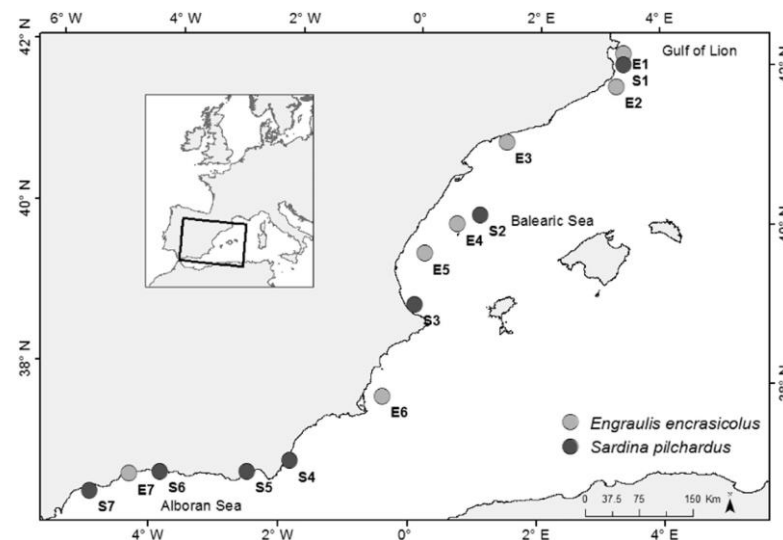 6° W 4° W 2° W 0° 2° E 4° E
42° N
Gulf of Lion
E1
S1
E2
E3
40° N
S2
Balearic Sea
E4
E5
S3
38° N
E6
Engraulis encrasicolus
Sardina pilchardus
S4
E7 S6 S5
S7
Alboran Sea
0 37.5 75 150 Km
4° W 2° W 0° 2° E 4° E